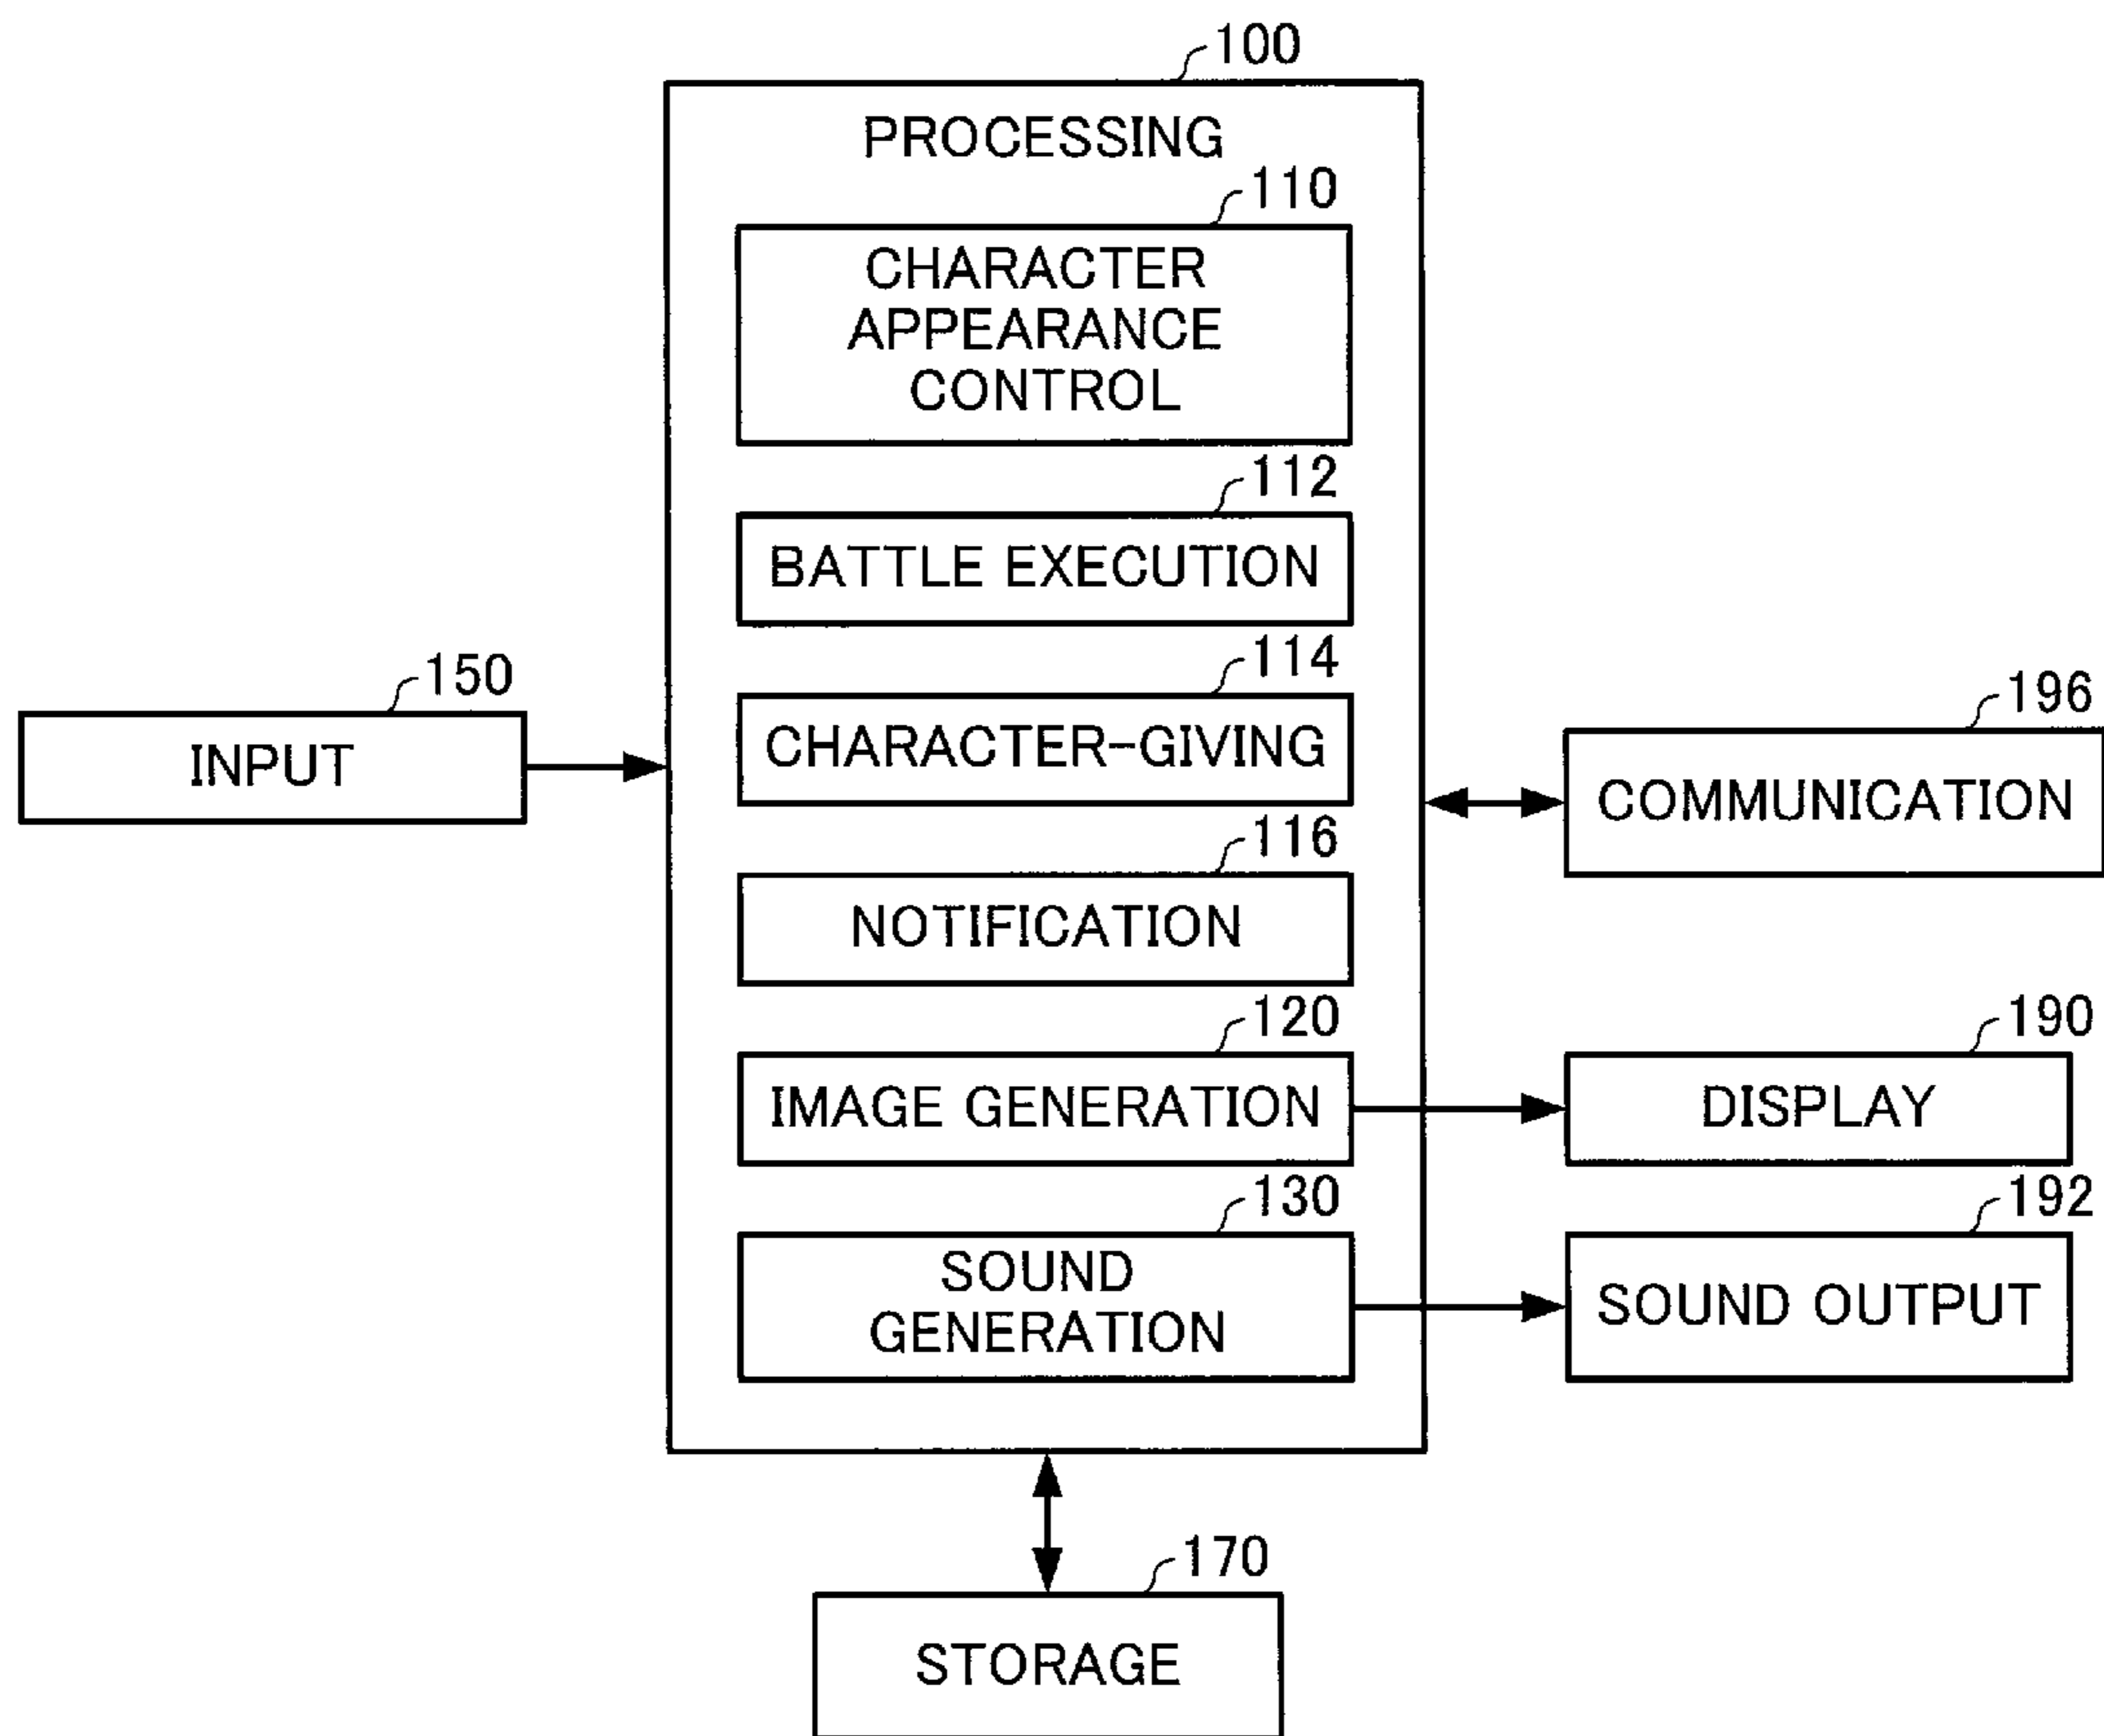 100
PROCESSING
110
CHARACTER
APPEARANCE
CONTROL
112
BATTLE EXECUTION
114
CHARACTER-GIVING
116
NOTIFICATION
120
IMAGE GENERATION
130
SOUND
GENERATION
150
INPUT
196
COMMUNICATION
190
DISPLAY
192
SOUND OUTPUT
170
STORAGE